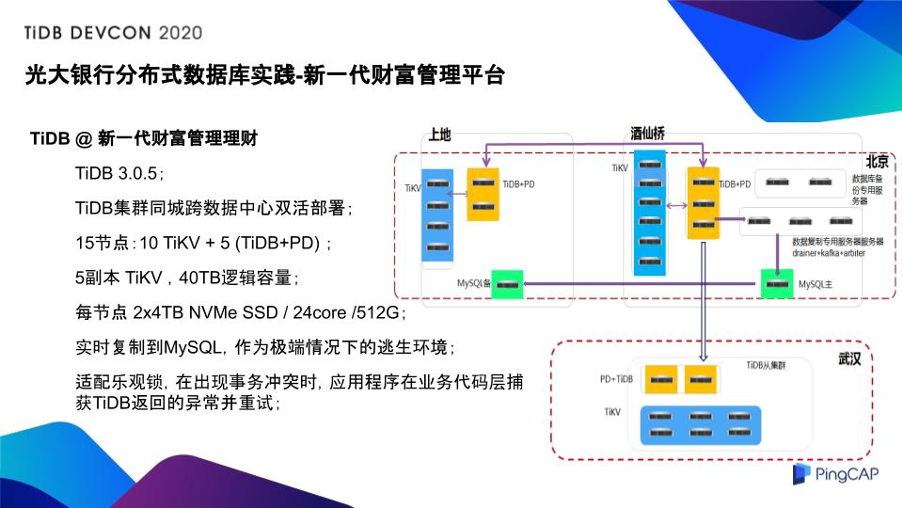 TiDB DEVCON 2020
光大银行分布式数据库实践-新一代财富管理平台
TiDB @ 新一代财富管理理财
TiDB 3.0.5；
TiDB集群同城跨数据中心双活部署；
15节点：10 TiKV + 5 (TiDB+PD) ；
5副本 TiKV，40TB逻辑容量；
每节点 2x4TB NVMe SSD / 24core /512G；
实时复制到MySQL，作为极端情况下的逃生环境；
适配乐观锁，在出现事务冲突时，应用程序在业务代码层捕
获TiDB返回的异常并重试；
上地
酒仙桥
北京
TiKV
TiDB+PD
TiKV
TiDB+PD
数据库备
份专用服
务器
数据复制专用服务器服务器
drainer+kafka+arbiter
MySQL备
MySQL主
武汉
TiDB从集群
PD+TiDB
TiKV
PingCAP